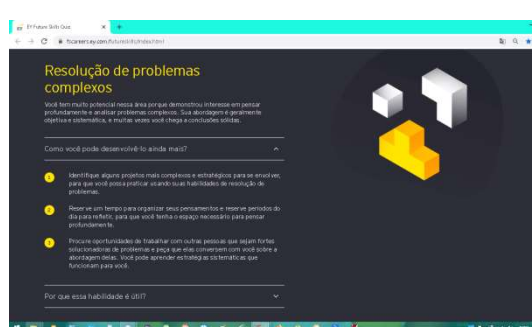 EY Future Skills Quiz
Resolução de problemas
complexos
Você tem muito potencial nessa área porque demonstrou interesse em pensar
profundamente e analisar problemas complexos. Sua abordagem é geralmente
objetiva e sistemática, e muitas vezes você chega a conclusões sólidas.
Como você pode desenvolvê-lo ainda mais?
1 Identifique alguns projetos mais complexos e estratégicos para se envolver,
para que você possa praticar usando suas habilidades de resolução de
problemas.
2 Reserve um tempo para organizar seus pensamentos e reserve períodos do
dia para refletir, para que você tenha o espaço necessário para pensar
profundamente.
3 Procure oportunidades de trabalhar com outras pessoas que sejam fortes
solucionadoras de problemas e peça que elas conversem com você sobre a
abordagem delas. Você pode aprender estratégias sistemáticas que
funcionam para você.
Por que essa habilidade é útil?